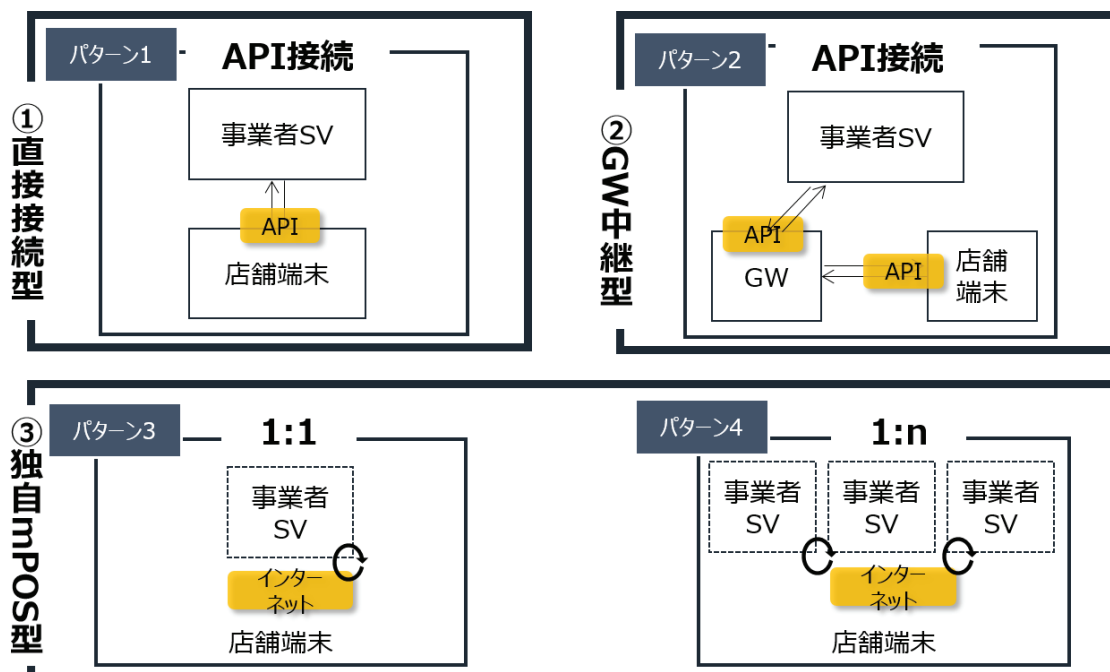 ①直接接続型
パターン1
API接続
事業者SV
API
店舗端末
②GW中継型
パターン2
API接続
事業者SV
API
GW
API
店舗
端末
③独自mPOS型
パターン3
1:1
事業者
SV
インター
ネット
店舗端末
パターン4
1:n
事業者
SV
事業者
SV
事業者
SV
インター
ネット
店舗端末